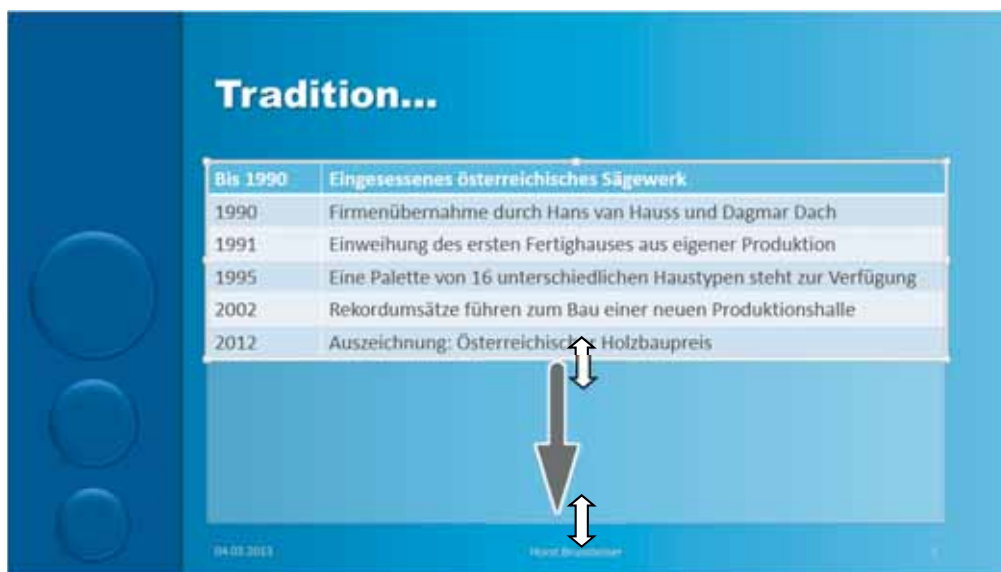 Tradition...
Bis 1990 Eingesessenes österreichisches Sägewerk
1990 Firmenübernahme durch Hans van Hauss und Dagmar Dach
1991 Einweihung des ersten Fertighauses aus eigener Produktion
1995 Eine Palette von 16 unterschiedlichen Haustypen steht zur Verfügung
2002 Rekordumsätze führen zum Bau einer neuen Produktionshalle
2012 Auszeichnung: Österreichischer Holzbaupreis
04.03.2013 Horst